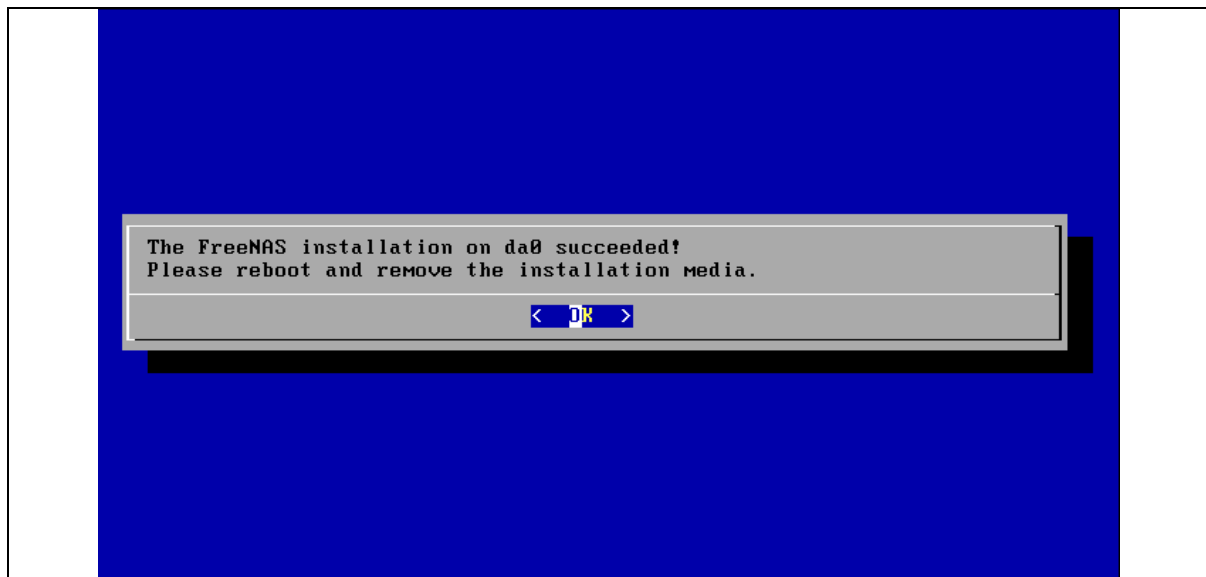 The FreeNAS installation on da0 succeeded!
Please reboot and remove the installation media.
< OK >